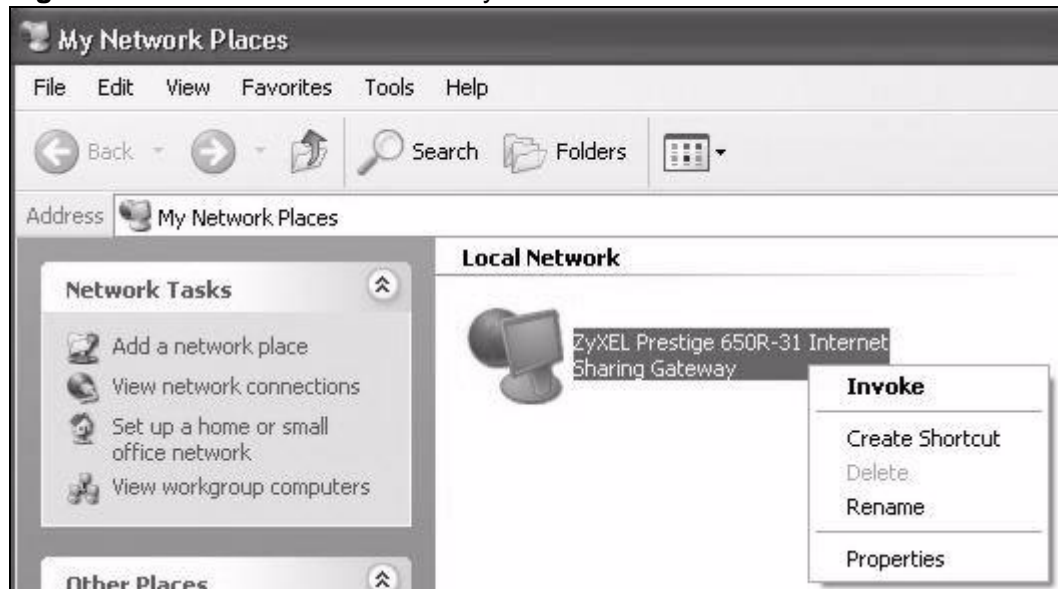 My Network Places
File Edit View Favorites Tools Help
Back Search Folders
Address My Network Places
Network Tasks
Add a network place
View network connections
Set up a home or small
office network
View workgroup computers
Other Places
Local Network
ZyXEL Prestige 650R-31 Internet
Sharing Gateway
Invoke
Create Shortcut
Delete
Rename
Properties